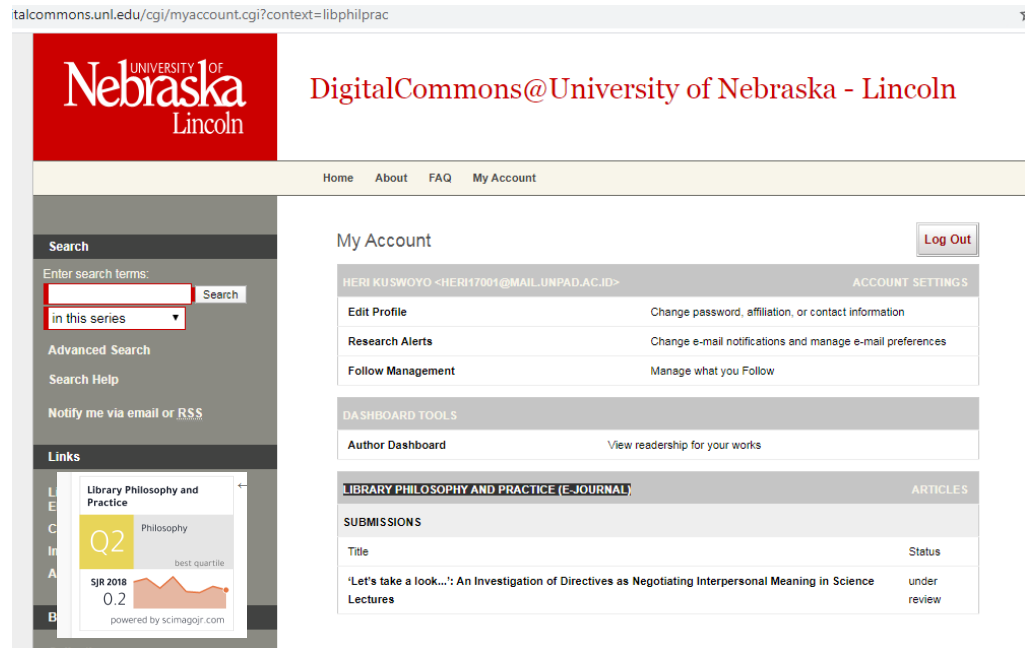 italcommons.unl.edu/cgi/myaccount.cgi?context=libphilprac
UNIVERSITY OF
Nebraska
Lincoln
DigitalCommons@University of Nebraska - Lincoln
Home About FAQ My Account
Search
Enter search terms:
Search
in this series
Advanced Search
Search Help
Notify me via email or RSS
Links
Library Philosophy and
Practice
Q2
Philosophy
best quartile
SJR 2018
0.2
powered by scimagojr.com
My Account
Log Out
HERI KUSWOYO <HERI17001@MAIL.UNPAD.AC.ID> ACCOUNT SETTINGS
Edit Profile Change password, affiliation, or contact information
Research Alerts Change e-mail notifications and manage e-mail preferences
Follow Management Manage what you Follow
DASHBOARD TOOLS
Author Dashboard View readership for your works
LIBRARY PHILOSOPHY AND PRACTICE (E-JOURNAL) ARTICLES
SUBMISSIONS
Title Status
‘Let's take a look...’: An Investigation of Directives as Negotiating Interpersonal Meaning in Science under
Lectures review